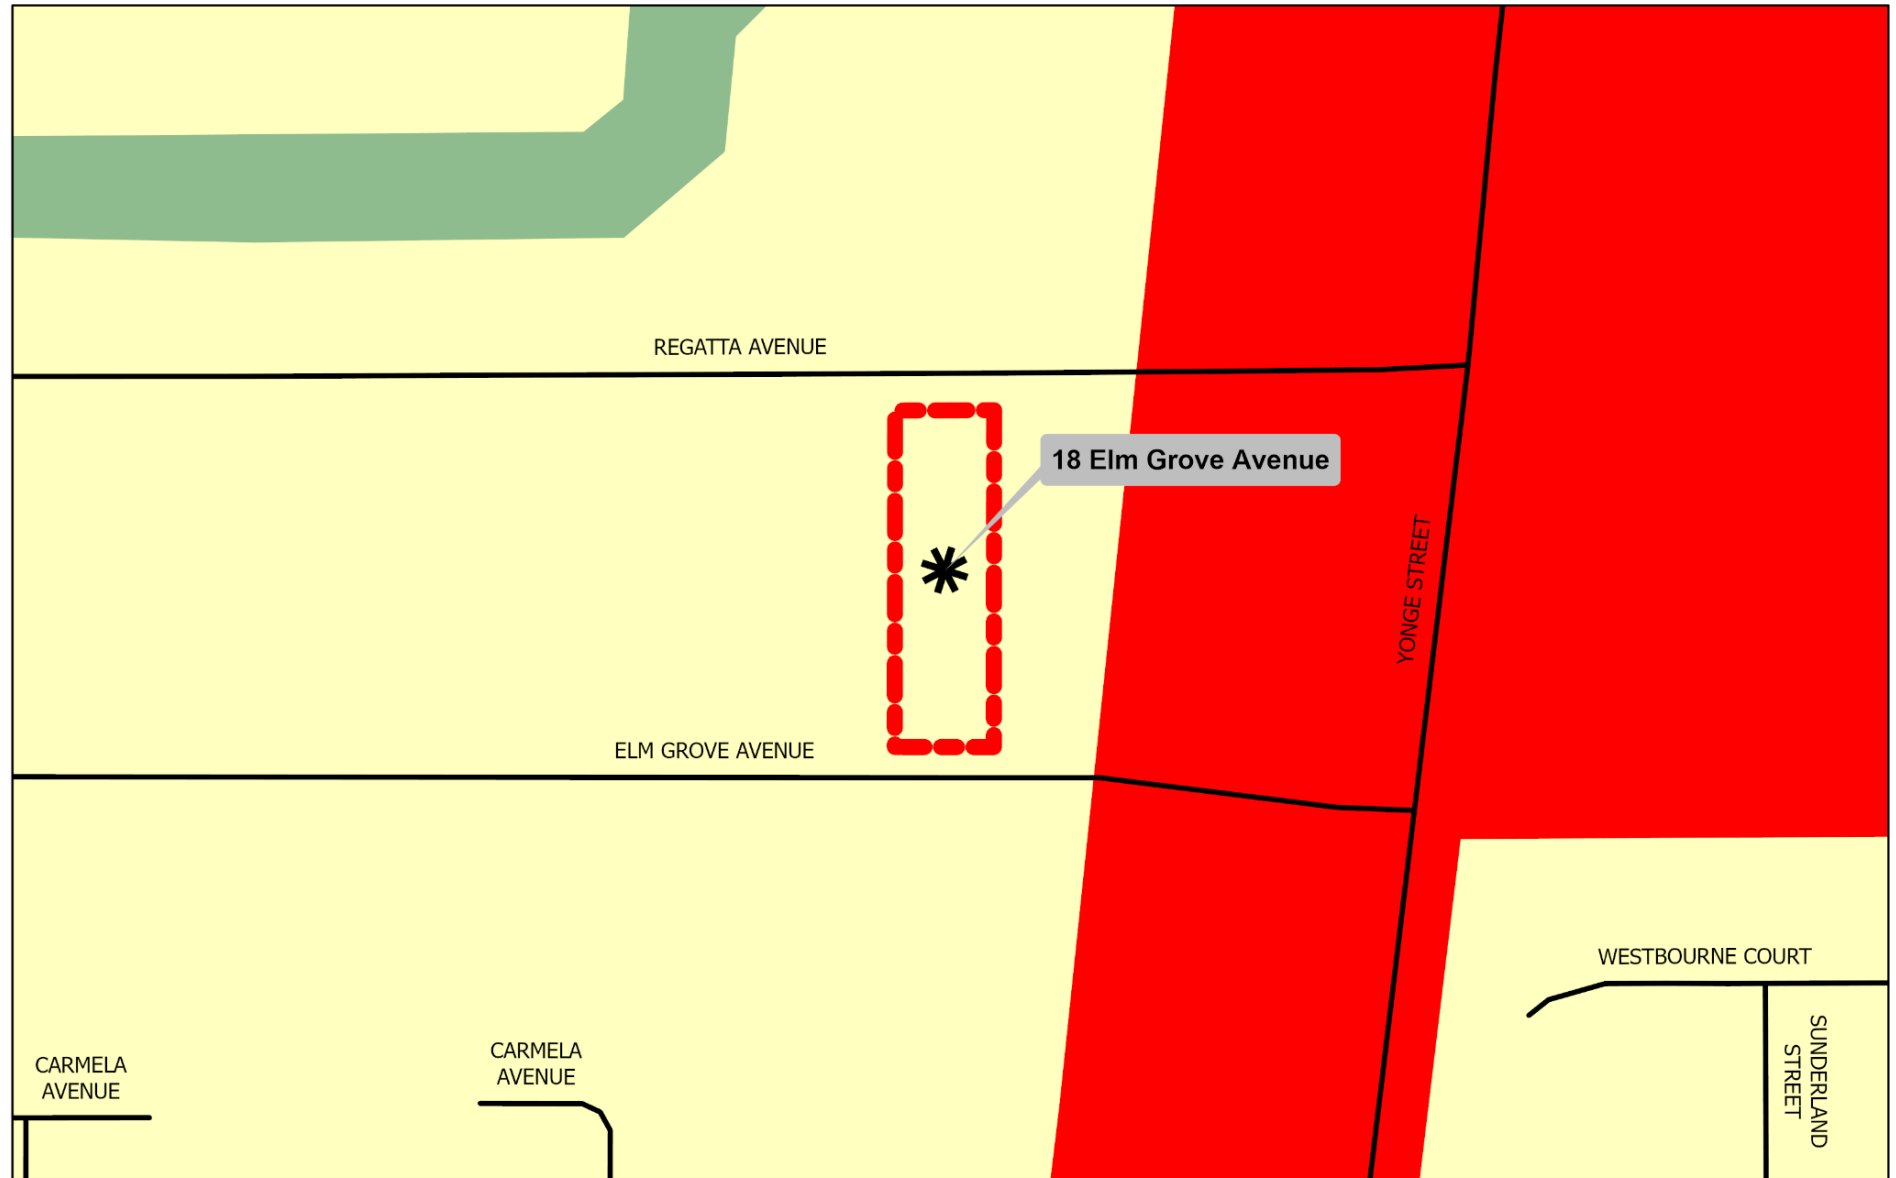 REGATTA AVENUE
18 Elm Grove Avenue
YONGE STREET
ELM GROVE AVENUE
WESTBOURNE COURT
SUNDERLAND
STREET
CARMELA
AVENUE
CARMELA
AVENUE